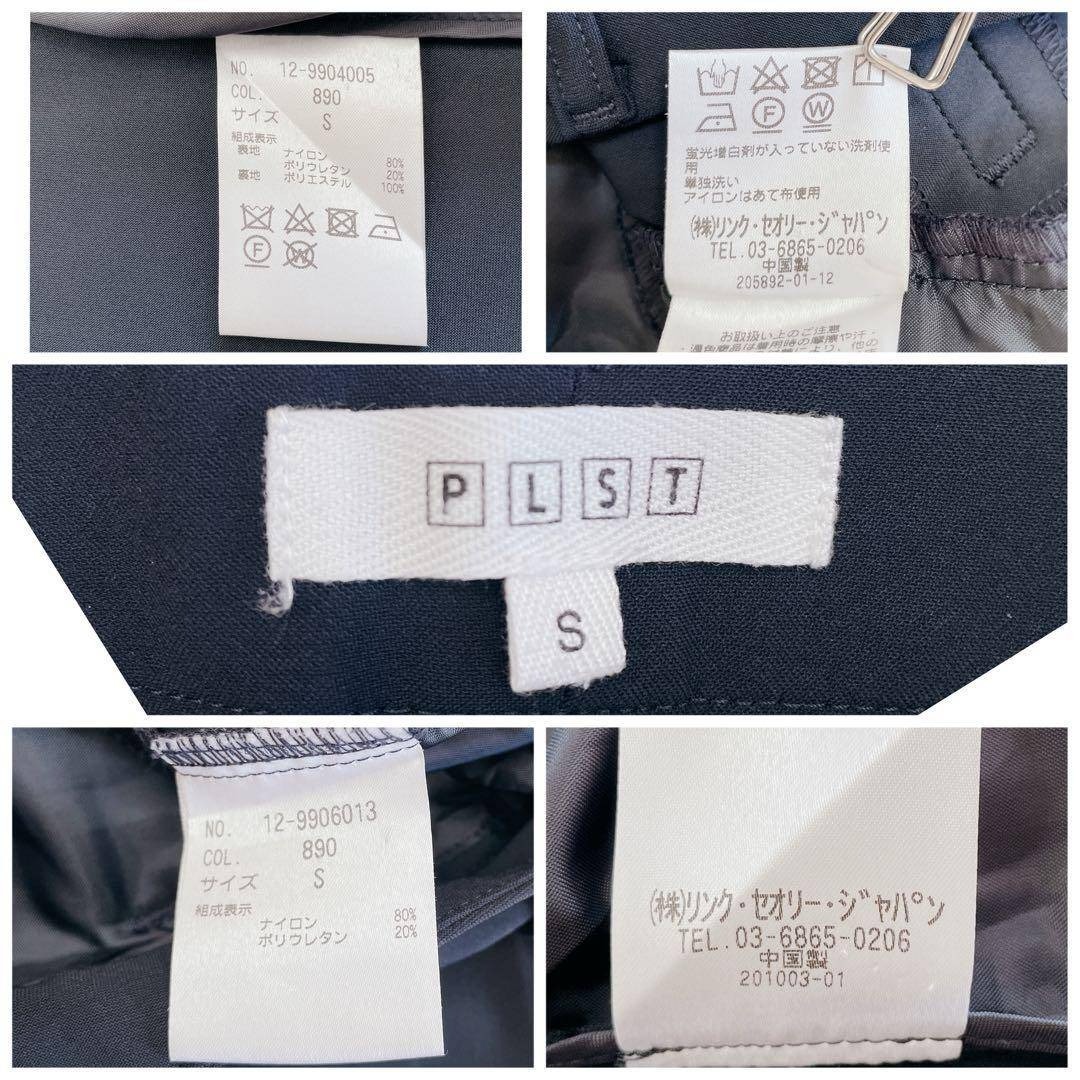 NO. 12-9904005
COL. 890
サイズ S
組成表示
表地 ナイロン 80%
ポリウレタン 20%
裏地 ポリエステル 100%
F
W
F W
蛍光増白剤が入っていない洗剤使
用
単独洗い
アイロンはあて布使用
(株)リンク・セオリー・ジャパン
TEL.03-6865-0206
中国製
205892-01-12
お取扱い上のご注意
PLST
S
NO. 12-9906013
COL. 890
サイズ S
組成表示
ナイロン 80%
ポリウレタン 20%
(株)リンク・セオリー・ジャパン
TEL.03-6865-0206
中国製
201003-01